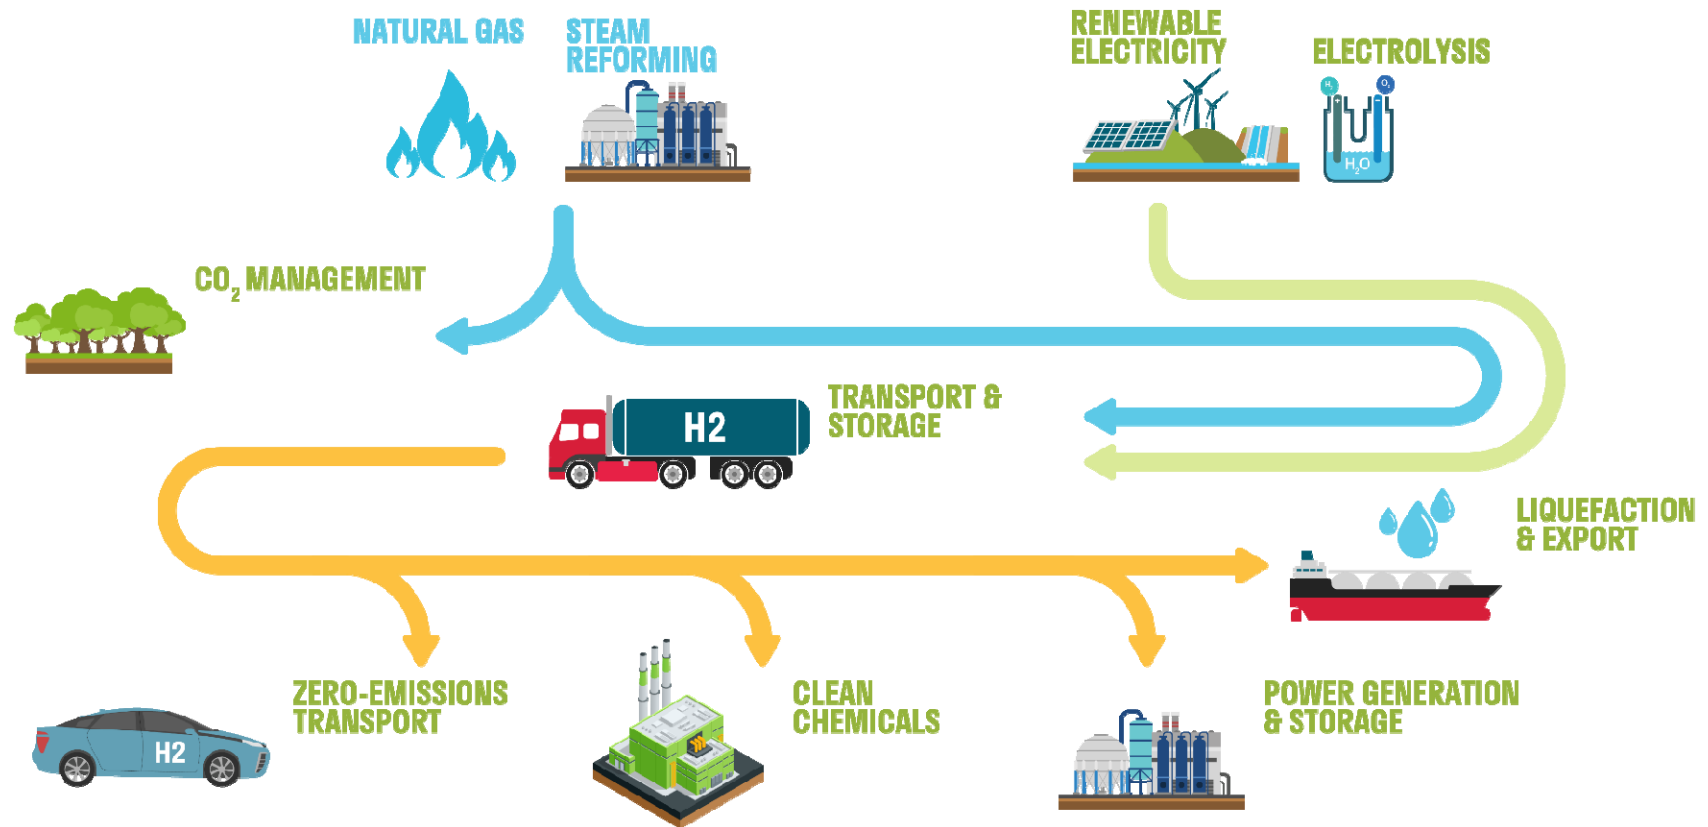 NATURAL GAS
STEAM
REFORMING
RENEWABLE
ELECTRICITY
ELECTROLYSIS
H₂
O₂
+
−
H₂O
CO₂ MANAGEMENT
TRANSPORT &
STORAGE
H2
LIQUEFACTION
& EXPORT
ZERO-EMISSIONS
TRANSPORT
H2
CLEAN
CHEMICALS
POWER GENERATION
& STORAGE